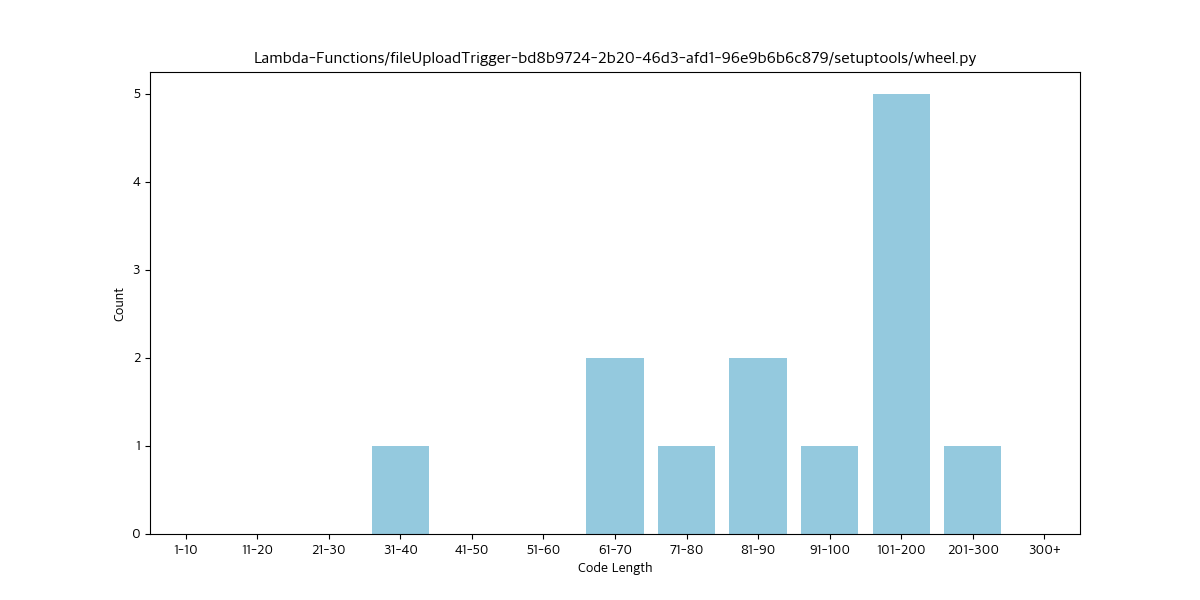 Lambda-Functions/fileUploadTrigger-bd8b9724-2b20-46d3-afd1-96e9b6b6c879/setuptools/wheel.py
5
4
3
2
1
0
Count
1-10 11-20 21-30 31-40 41-50 51-60 61-70 71-80 81-90 91-100 101-200 201-300 300+
Code Length